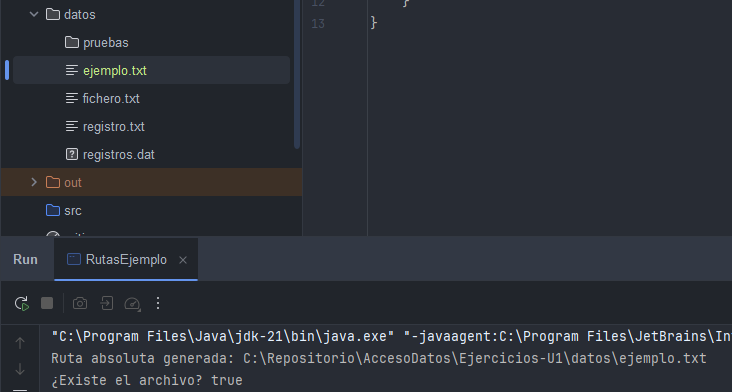 datos
12 }
pruebas
13 }
ejemplo.txt
fichero.txt
registro.txt
registros.dat
out
src
Run RutasEjemplo
"C:\Program Files\Java\jdk-21\bin\java.exe" "-javaagent:C:\Program Files\JetBrains\In
Ruta absoluta generada: C:\Repositorio\AccesoDatos\Ejercicios-U1\datos\ejemplo.txt
¿Existe el archivo? true